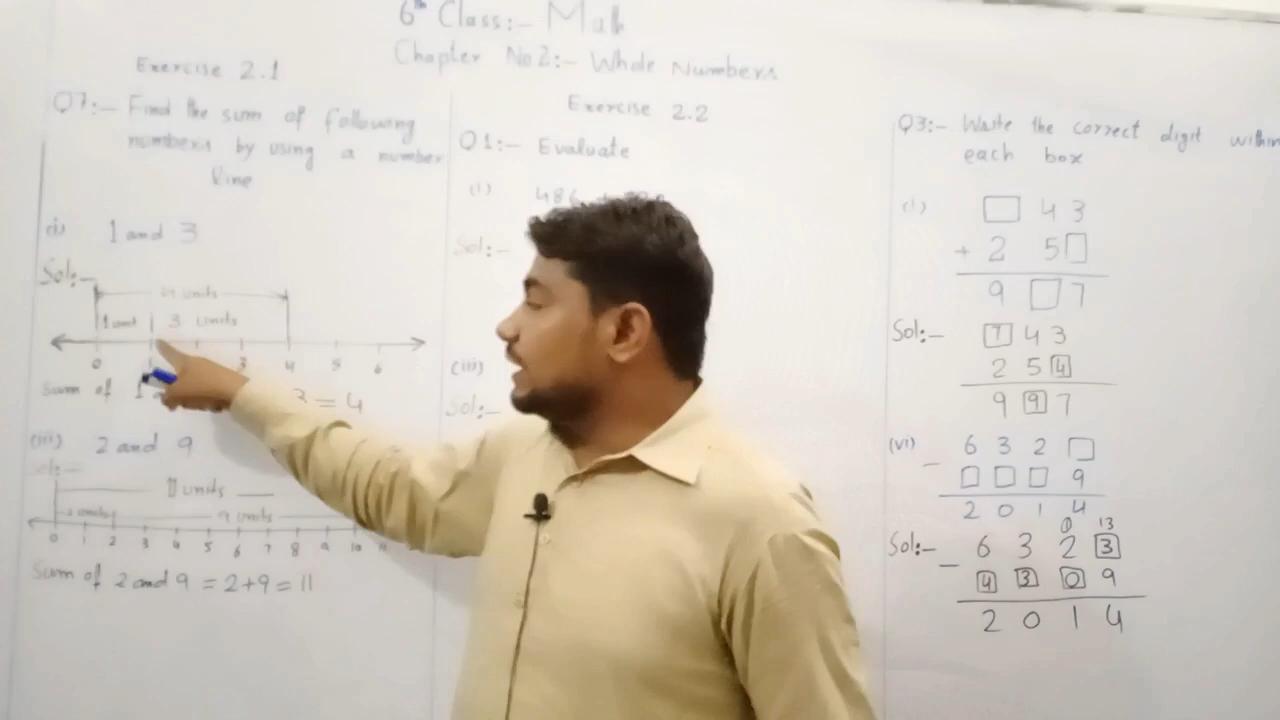 6th Class:- Math
Chapter No 2:- Whole Numbers
Exercise 2.1
Q7:- Find the sum of following
numbers by using a number
line
(i) 1 and 3
Sol:-
4 units
1 unit 3 units
0 1 3 4 5 6
Sum of 1 3 = 4
(iii) 2 and 9
Sol:-
11 units
2 units 9 units
0 1 2 3 4 5 6 7 8 9 10 11
Sum of 2 and 9 = 2+9 = 11
Exercise 2.2
Q1:- Evaluate
(i) 486 +
Sol:-
(iii)
Sol:-
Q3:- Write the correct digit within
each box
(i) □ 4 3
+ 2 5 □
9 □ 7
Sol:- 7 4 3
2 5 4
9 9 7
(vi) 6 3 2 □
- □ □ □ 9
2 0 1 4
13
Sol:- 6 3 2 3
- 4 3 0 9
2 0 1 4